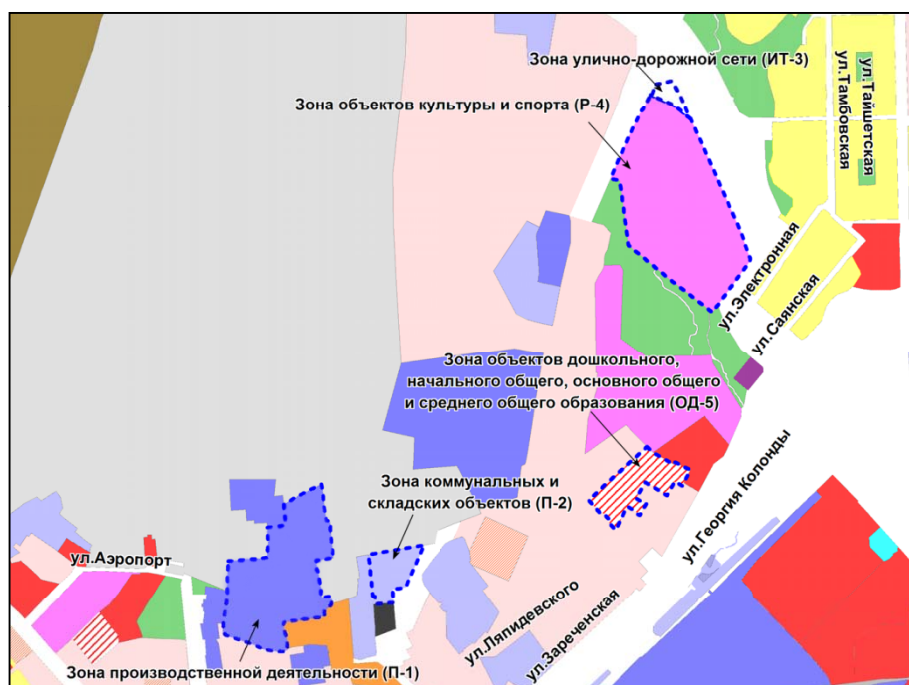 Зона улично-дорожной сети (ИТ-3)
Зона объектов культуры и спорта (Р-4)
ул.Тайшетская
ул.Тамбовская
ул.Электронная
ул.Саянская
Зона объектов дошкольного,
начального общего, основного общего
и среднего общего образования (ОД-5)
Зона коммунальных и
складских объектов (П-2)
ул.Георгия Колонды
ул.Аэропорт
ул.Ляпидевского
ул.Зареченская
Зона производственной деятельности (П-1)